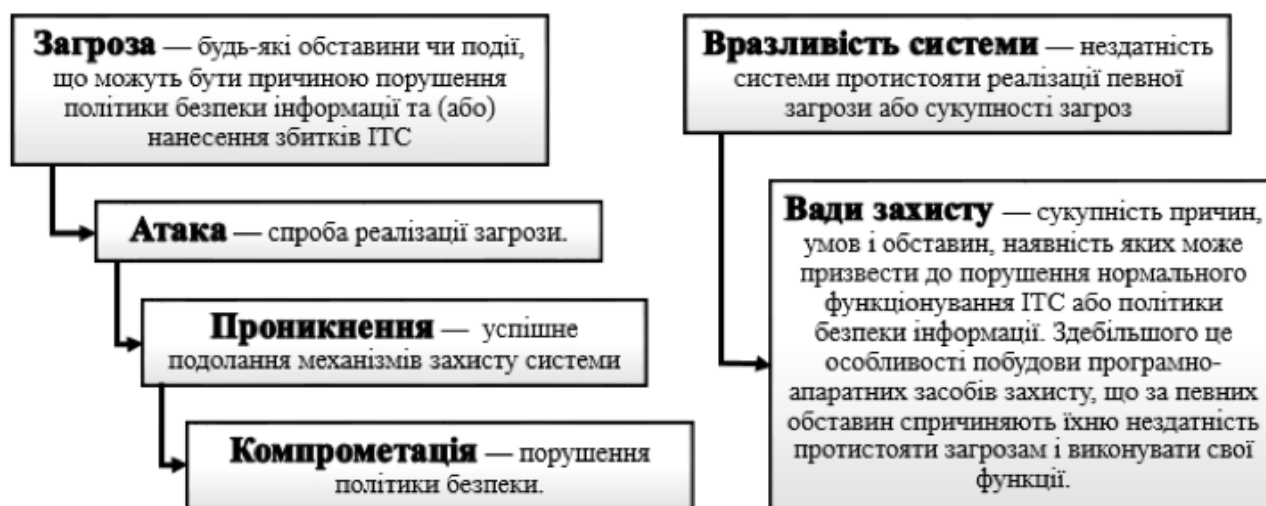 Загроза — будь-які обставини чи події,
що можуть бути причиною порушення
політики безпеки інформації та (або)
нанесення збитків ІТС
Атака — спроба реалізації загрози.
Проникнення — успішне
подолання механізмів захисту системи
Компрометація — порушення
політики безпеки.
Вразливість системи — нездатність
системи протистояти реалізації певної
загрози або сукупності загроз
Вади захисту — сукупність причин,
умов і обставин, наявність яких може
призвести до порушення нормального
функціонування ІТС або політики
безпеки інформації. Здебільшого це
особливості побудови програмно-
апаратних засобів захисту, що за певних
обставин спричиняють їхню нездатність
протистояти загрозам і виконувати свої
функції.